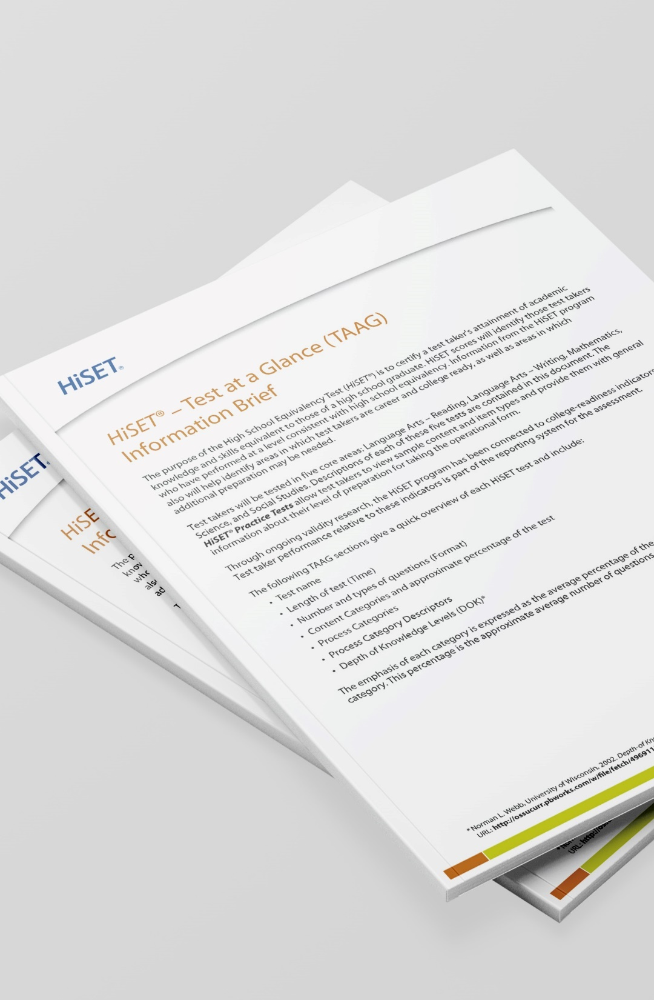 HiSET®
HiSET® – Test at a Glance (TAAG)
Information Brief
The purpose of the High School Equivalency Test (HiSET®) is to certify a test taker's attainment of academic
knowledge and skills equivalent to those of a high school graduate. HiSET scores will identify those test takers
who have performed at a level consistent with high school equivalency. Information from the HiSET program
also will help identify areas in which test takers are career and college ready, as well as areas in which
additional preparation may be needed.
Test takers will be tested in five core areas: Language Arts – Reading, Language Arts – Writing, Mathematics,
Science, and Social Studies. Descriptions of each of these five tests are contained in this document. The
HiSET® Practice Tests allow test takers to view sample content and item types and provide them with general
information about their level of preparation for taking the operational form.
Through ongoing validity research, the HiSET program has been connected to college-readiness indicators
Test taker performance relative to these indicators is part of the reporting system for the assessment.
The following TAAG sections give a quick overview of each HiSET test and include:
• Test name
• Length of test (Time)
• Number and types of questions (Format)
• Content Categories and approximate percentage of the test
• Process Categories
• Process Category Descriptors
• Depth of Knowledge Levels (DOK)*
The emphasis of each category is expressed as the average percentage of the
category. This percentage is the approximate average number of questions
* Norman L. Webb, University of Wisconsin, 2002. Depth-of
URL: http://ossucurr.pbworks.com/w/file/fetch/49691
HiSET®
HiSE
Info
The
know
who
also
ad
URL: